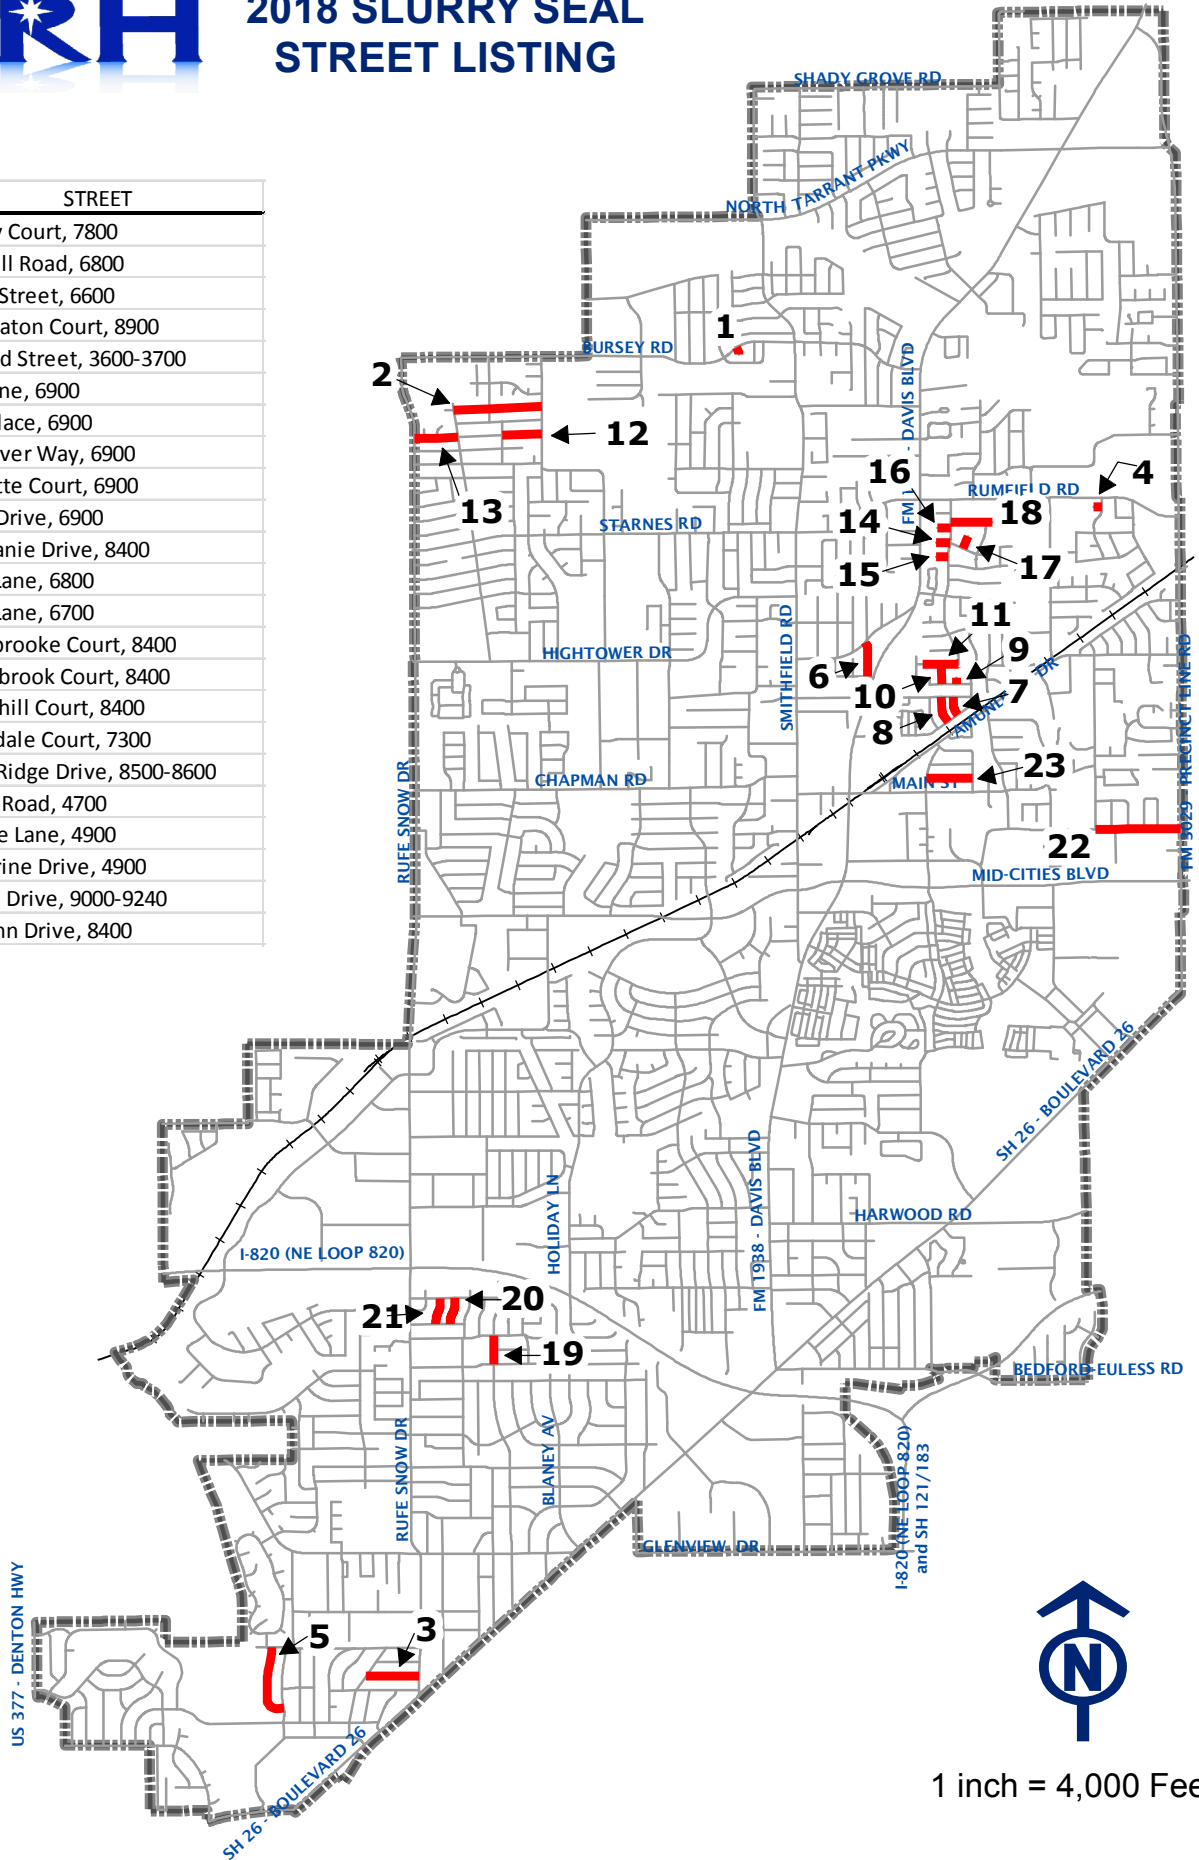 RH
2018 SLURRY SEAL
STREET LISTING
STREET
y Court, 7800
ll Road, 6800
Street, 6600
aton Court, 8900
d Street, 3600-3700
ne, 6900
lace, 6900
ver Way, 6900
tte Court, 6900
Drive, 6900
anie Drive, 8400
Lane, 6800
Lane, 6700
brooke Court, 8400
brook Court, 8400
hill Court, 8400
dale Court, 7300
Ridge Drive, 8500-8600
Road, 4700
e Lane, 4900
rine Drive, 4900
Drive, 9000-9240
nn Drive, 8400
SHADY GROVE RD
NORTH TARRANT PKWY
1
BURSEY RD
2
12
13
DAVIS BLVD
FM 1
16
RUMFIELD RD
4
18
STARNES RD
14
15
17
SMITHFIELD RD
11
HIGHTOWER DR
9
6
10
7
8
AMUND
DR
PRECINCT LINE RD
FM 3029
23
CHAPMAN RD
MAIN ST
RUFE SNOW DR
22
MID-CITIES BLVD
SH 26 - BOULEVARD 26
HOLIDAY LN
FM 1938 - DAVIS BLVD
HARWOOD RD
I-820 (NE LOOP 820)
20
21
19
BEDFORD-EULESS RD
RUFE SNOW DR
BLANEY AV
I-820 (NE LOOP 820)
and SH 121/183
GLENVIEW DR
US 377 - DENTON HWY
5
3
SH 26 - BOULEVARD 26
N
1 inch = 4,000 Fee